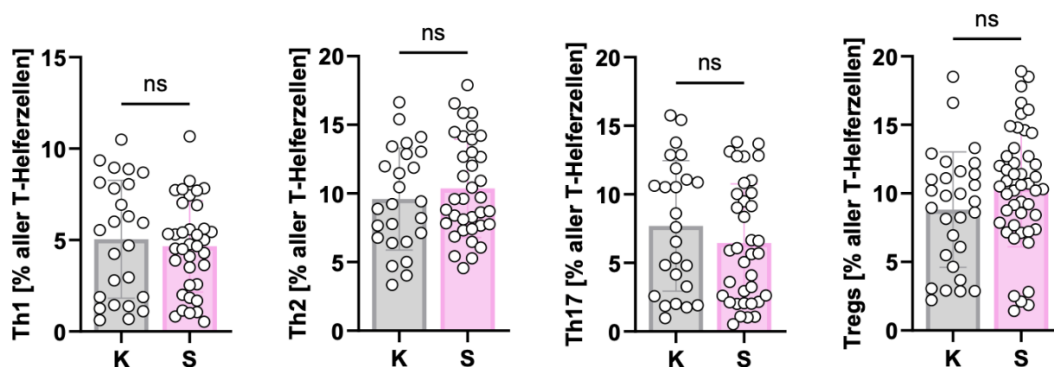 Th1 [% aller T-Helferzellen]
15
10
5
0
ns
K S
Th2 [% aller T-Helferzellen]
20
15
10
5
0
ns
K S
Th17 [% aller T-Helferzellen]
20
15
10
5
0
ns
K S
Tregs [% aller T-Helferzellen]
20
15
10
5
0
ns
K S